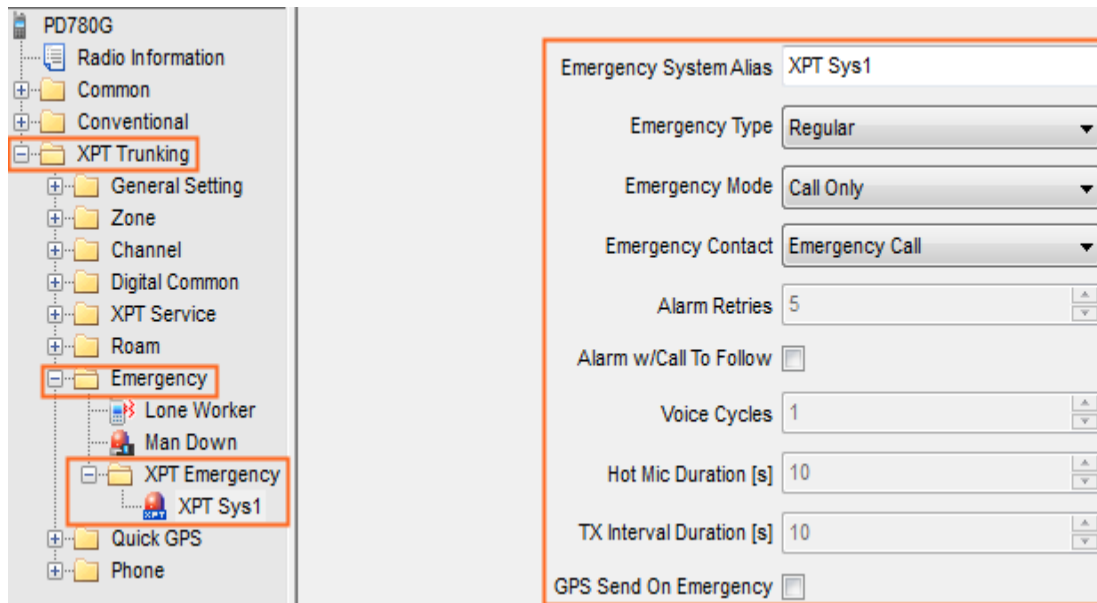 PD780G
Radio Information
Common
Conventional
XPT Trunking
General Setting
Zone
Channel
Digital Common
XPT Service
Roam
Emergency
Lone Worker
Man Down
XPT Emergency
XPT Sys1
Quick GPS
Phone
Emergency System Alias XPT Sys1
Emergency Type Regular
Emergency Mode Call Only
Emergency Contact Emergency Call
Alarm Retries 5
Alarm w/Call To Follow
Voice Cycles 1
Hot Mic Duration [s] 10
TX Interval Duration [s] 10
GPS Send On Emergency